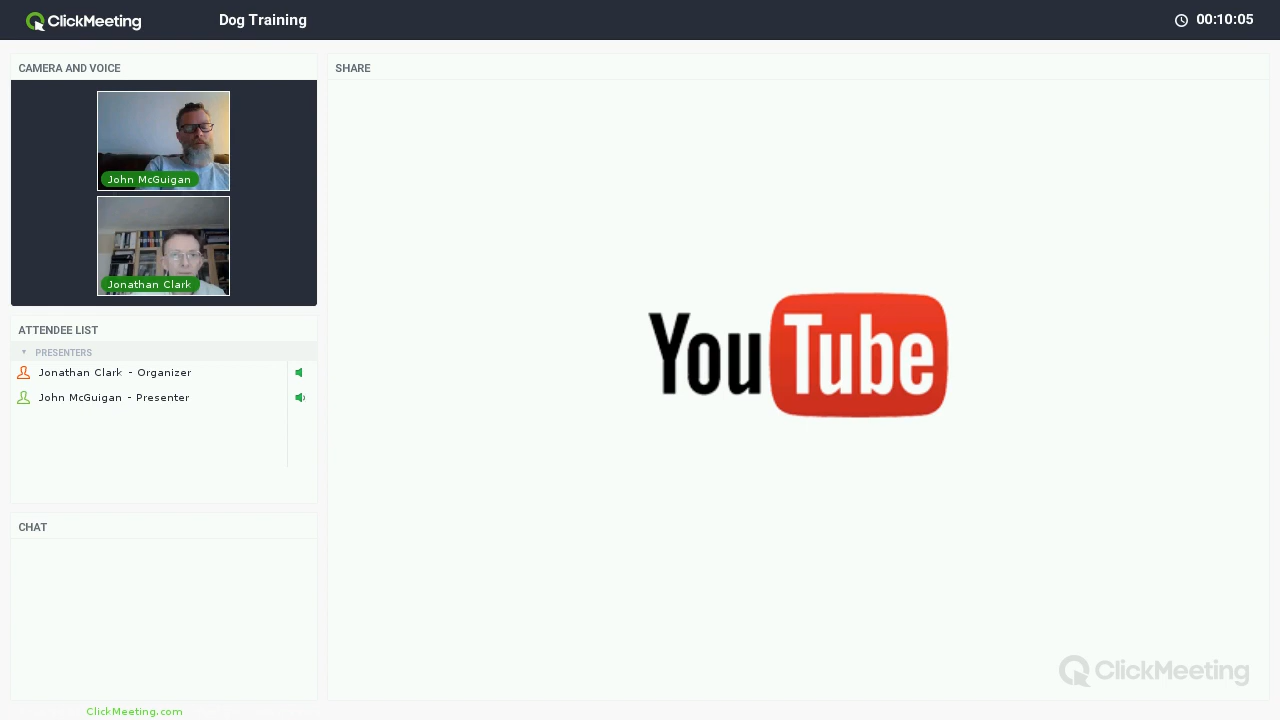 ClickMeeting
Dog Training
00:10:05
CAMERA AND VOICE
John McGuigan
Jonathan Clark
ATTENDEE LIST
PRESENTERS
Jonathan Clark - Organizer
John McGuigan - Presenter
CHAT
ClickMeeting.com
SHARE
YouTube
ClickMeeting